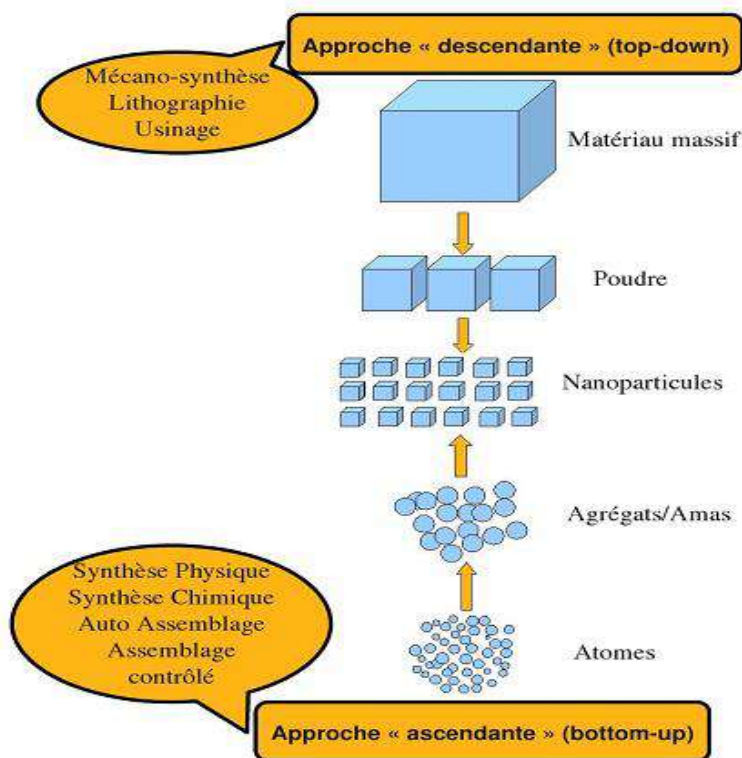 Approche « descendante » (top-down)
Mécano-synthèse
Lithographie
Usinage
Matériau massif
Poudre
Nanoparticules
Agrégats/Amas
Synthèse Physique
Synthèse Chimique
Auto Assemblage
Assemblage
contrôlé
Atomes
Approche « ascendante » (bottom-up)